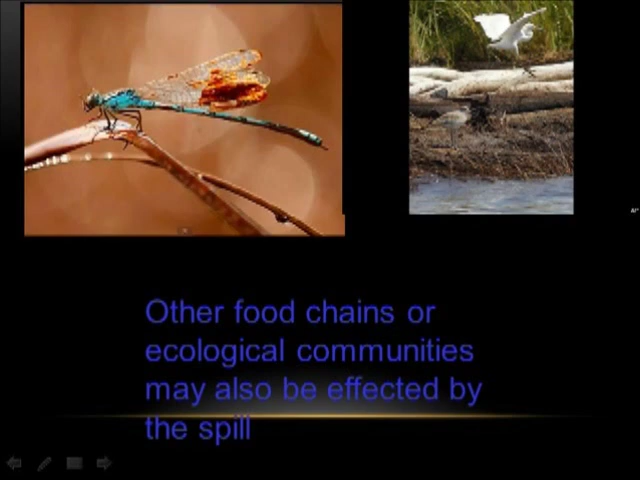 Other food chains or
ecological communities
may also be effected by
the spill